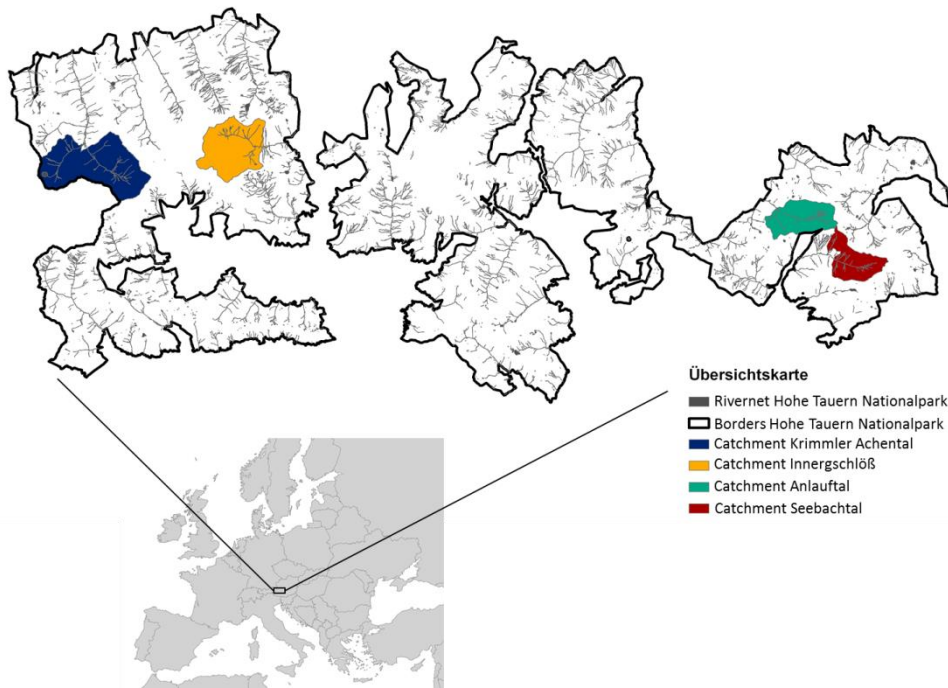 Übersichtskarte
Rivernet Hohe Tauern Nationalpark
Borders Hohe Tauern Nationalpark
Catchment Krimmler Achental
Catchment Innergschlöß
Catchment Anlauftal
Catchment Seebachtal